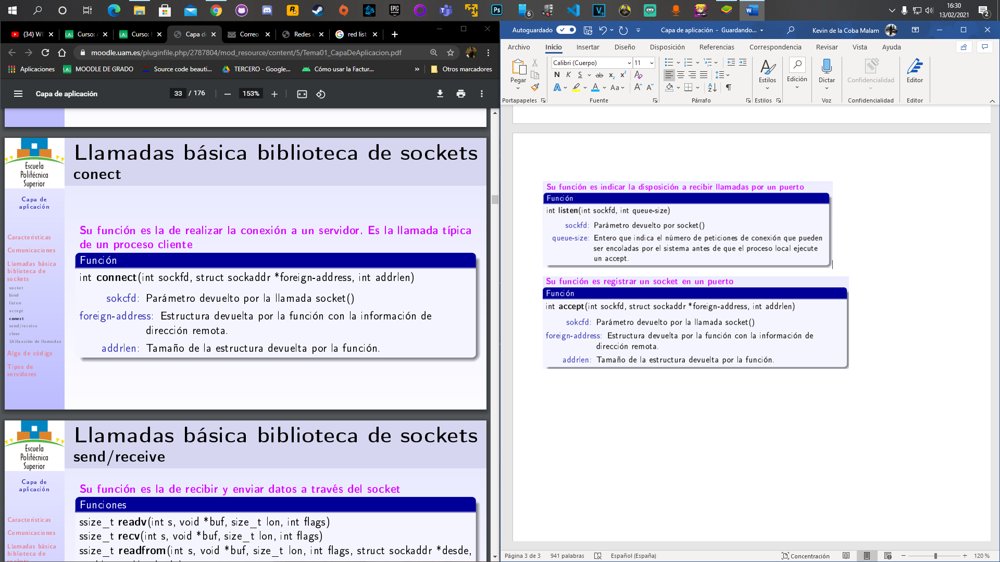 16:30
13/02/2021
6
2
(34) WI
Curso: A
Curso: 
Capa de
Correo
Redes
red list
moodle.uam.es/pluginfile.php/2787804/mod_resource/content/5/Tema01_CapaDeAplicacion.pdf
Aplicaciones
MOODLE DE GRADO
Source code beauti...
TERCERO - Google...
Cómo usar la Factur...
»
Otros marcadores
Capa de aplicación
33 / 176
153%
Llamadas básica biblioteca de sockets
conect
Escuela
Politécnica
Superior
Capa de
aplicación
Características
Comunicaciones
Llamadas básica
biblioteca de
sockets
socket
bind
listen
accept
conect
send/receive
close
Utilización de llamadas
Algo de código
Tipos de
servidores
Su función es la de realizar la conexión a un servidor. Es la llamada típica
de un proceso cliente
Función
int connect(int sockfd, struct sockaddr *foreign-address, int addrlen)
sokcfd: Parámetro devuelto por la llamada socket()
foreign-address: Estructura devuelta por la función con la información de
dirección remota.
addrlen: Tamaño de la estructura devuelta por la función.
Llamadas básica biblioteca de sockets
send/receive
Escuela
Politécnica
Superior
Capa de
aplicación
Características
Comunicaciones
Llamadas básica
biblioteca de
Su función es la de recibir y enviar datos a través del socket
Funciones
ssize_t readv(int s, void *buf, size_t lon, int flags)
ssize_t recv(int s, void *buf, size_t lon, int flags)
ssize_t readfrom(int s, void *buf, size_t lon, int flags, struct sockaddr *desde,
Autoguardado
Capa de aplicación - Guardando...
Kevin de la Coba Malam
Archivo
Inicio
Insertar
Diseño
Disposición
Referencias
Correspondencia
Revisar
Vista
Ayuda
Pegar
Calibri (Cuerpo)
11
N K S ab x₂ x²
A A Aa A A
Estilos
Edición
Dictar
Confidencialidad
Editor
Portapapeles
Fuente
Párrafo
Estilos
Voz
Confidencialidad
Editor
Su función es indicar la disposición a recibir llamadas por un puerto
Función
int listen(int sockfd, int queue-size)
sockfd: Parámetro devuelto por socket()
queue-size: Entero que indica el número de peticiones de conexión que pueden
ser encoladas por el sistema antes de que el proceso local ejecute
un accept.
Su función es registrar un socket en un puerto
Función
int accept(int sockfd, struct sockaddr *foreign-address, int addrlen)
sokcfd: Parámetro devuelto por la llamada socket()
foreign-address: Estructura devuelta por la función con la información de
dirección remota.
addrlen: Tamaño de la estructura devuelta por la función.
Página 3 de 3
941 palabras
Español (España)
Concentración
120 %